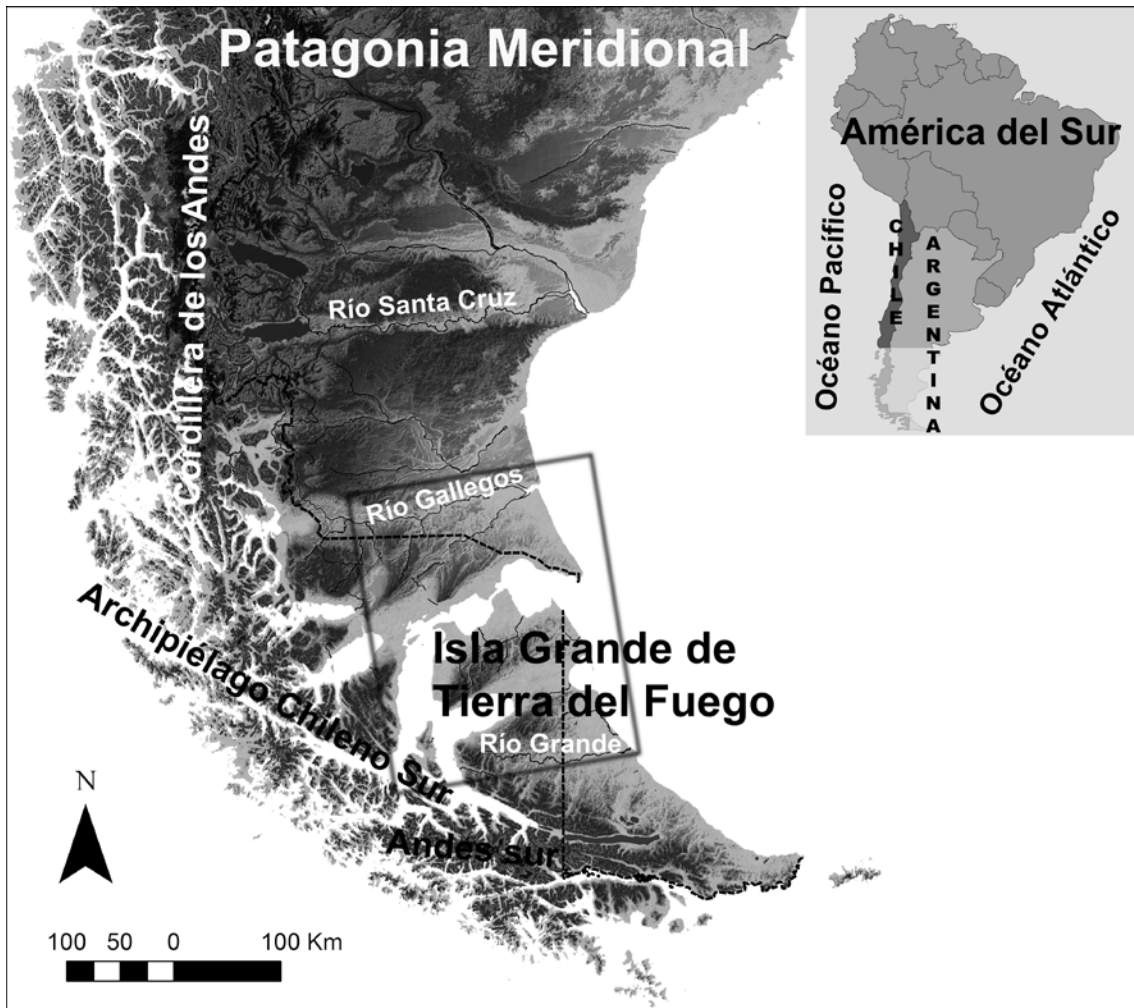 Patagonia Meridional
América del Sur
Océano Pacífico
CHILE
ARGENTINA
Océano Atlántico
Cordillera de los Andes
Río Santa Cruz
Río Gallegos
Archipiélago Chileno Sur
Isla Grande de
Tierra del Fuego
Río Grande
Andes sur
N
100 50 0 100 Km